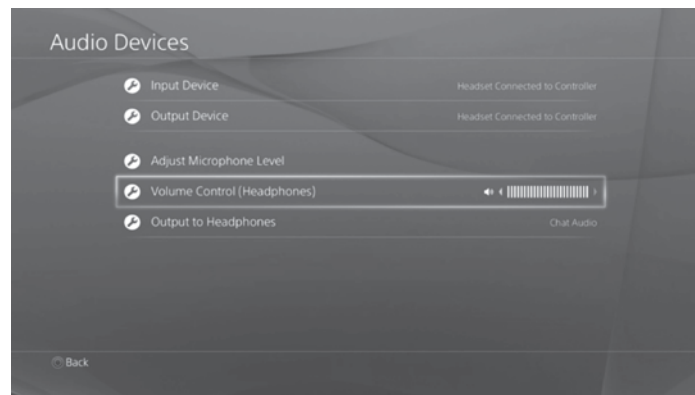 Audio Devices
Input Device Headset Connected to Controller
Output Device Headset Connected to Controller
Adjust Microphone Level
Volume Control (Headphones)
Output to Headphones Chat Audio
Back